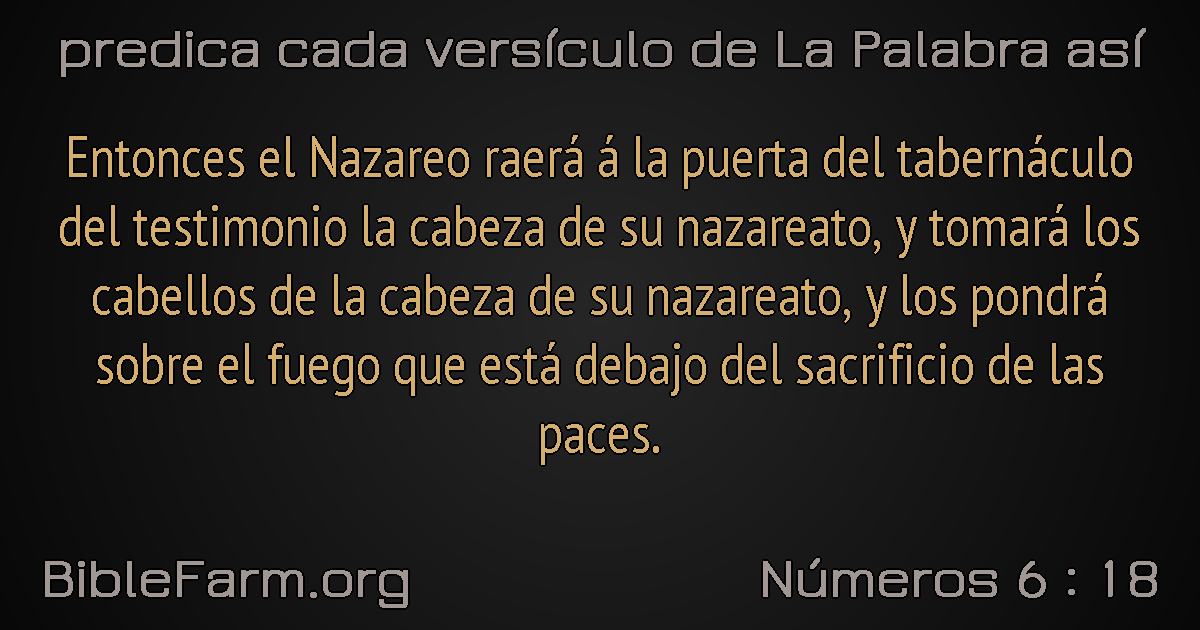 predica cada versículo de La Palabra así
Entonces el Nazareo raerá á la puerta del tabernáculo
del testimonio la cabeza de su nazareato, y tomará los
cabellos de la cabeza de su nazareato, y los pondrá
sobre el fuego que está debajo del sacrificio de las
paces.
BibleFarm.org
Números 6 : 18